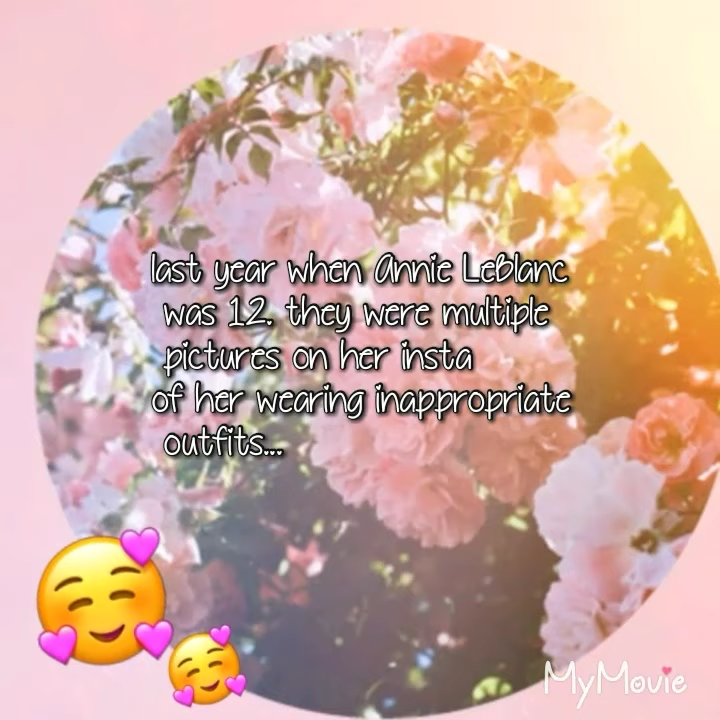 last year when Annie LeBlanc
was 12. they were multiple
pictures on her insta
of her wearing inappropriate
outfits...
MyMovie